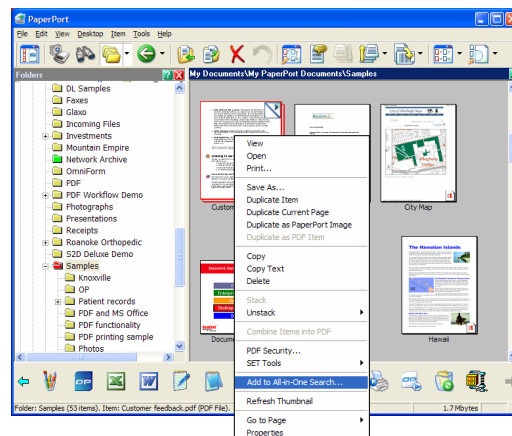 PaperPort
File Edit View Desktop Item Tools Help
Folders
My Documents\My PaperPort Documents\Samples
DL Samples
Faxes
Glaxo
Incoming Files
Investments
Mountain Empire
Network Archive
OmniForm
PDF
PDF Workflow Demo
Photographs
Presentations
Receipts
Roanoke Orthopedic
S2D Deluxe Demo
Samples
Knoxville
OP
Patient records
PDF and MS Office
PDF functionality
PDF printing sample
Photos
View
Open
Print...
Save As...
Duplicate Item
Duplicate Current Page
Duplicate as PaperPort Image
Duplicate as PDF Item
Copy
Copy Text
Delete
Stack
Unstack
Combine Items into PDF
PDF Security...
SET Tools
Add to All-in-One Search...
Refresh Thumbnail
Go to Page
Properties
Custom
City Map
Allegheny
The Hawaiian Islands
Docume
Hawaii
OP
Folder: Samples (53 items). Item: Customer feedback.pdf (PDF File).
1.7 Mbytes